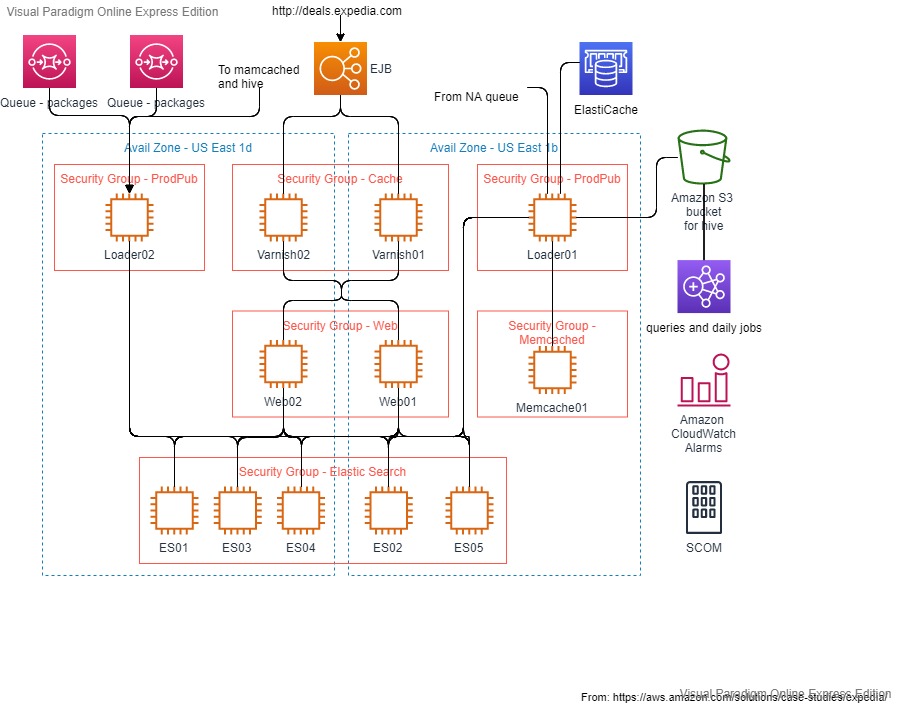 Visual Paradigm Online Express Edition
http://deals.expedia.com
Queue - packages
Queue - packages
To mamcached
and hive
EJB
From NA queue
ElastiCache
Avail Zone - US East 1d
Avail Zone - US East 1b
Security Group - ProdPub
Security Group - Cache
Security Group - ProdPub
Amazon S3
bucket
for hive
Loader02
Varnish02
Varnish01
Loader01
Security Group - Web
Security Group -
Memcached
queries and daily jobs
Web02
Web01
Memcache01
Amazon
CloudWatch
Alarms
Security Group - Elastic Search
ES01
ES03
ES04
ES02
ES05
SCOM
Visual Paradigm Online Express Edition
From: https://aws.amazon.com/solutions/case-studies/expedia/